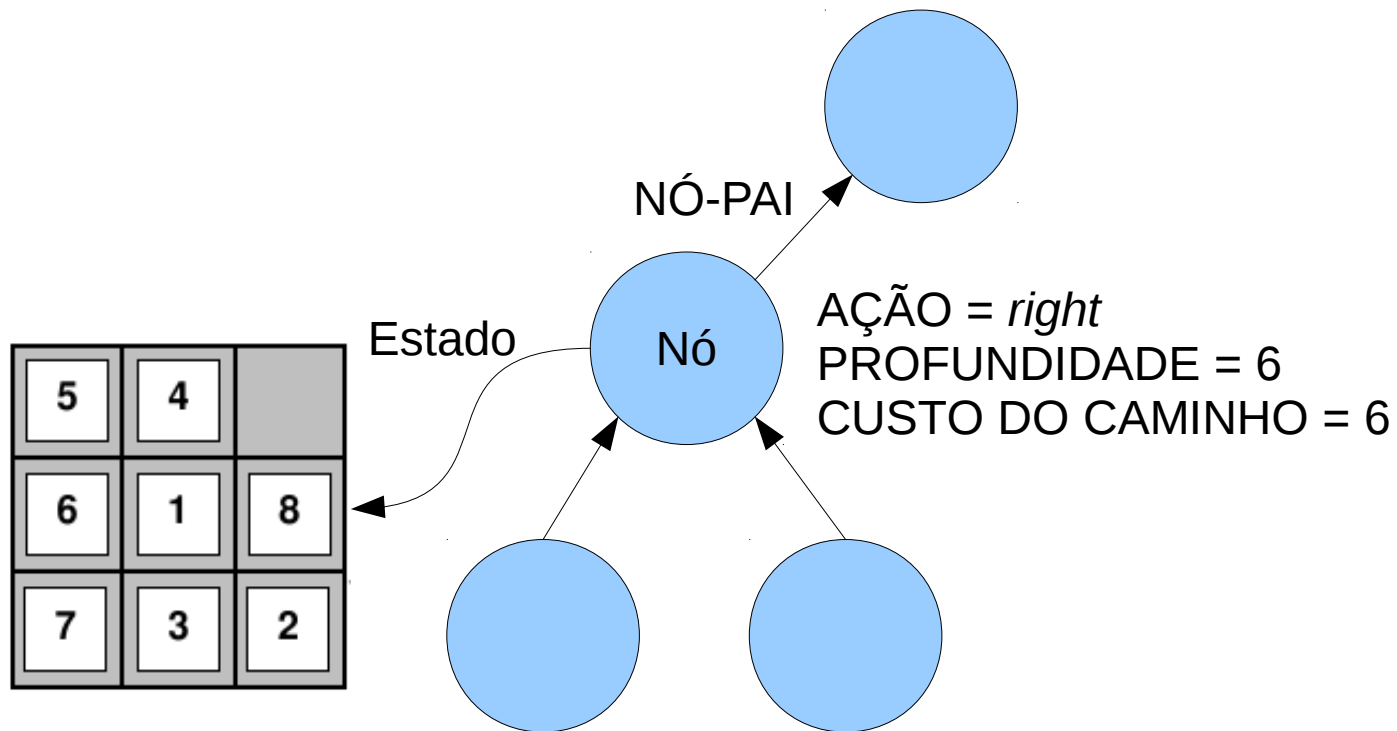 NÓ-PAI
AÇÃO = right
Estado
Nó
PROFUNDIDADE = 6
CUSTO DO CAMINHO = 6
5 4
6 1 8
7 3 2